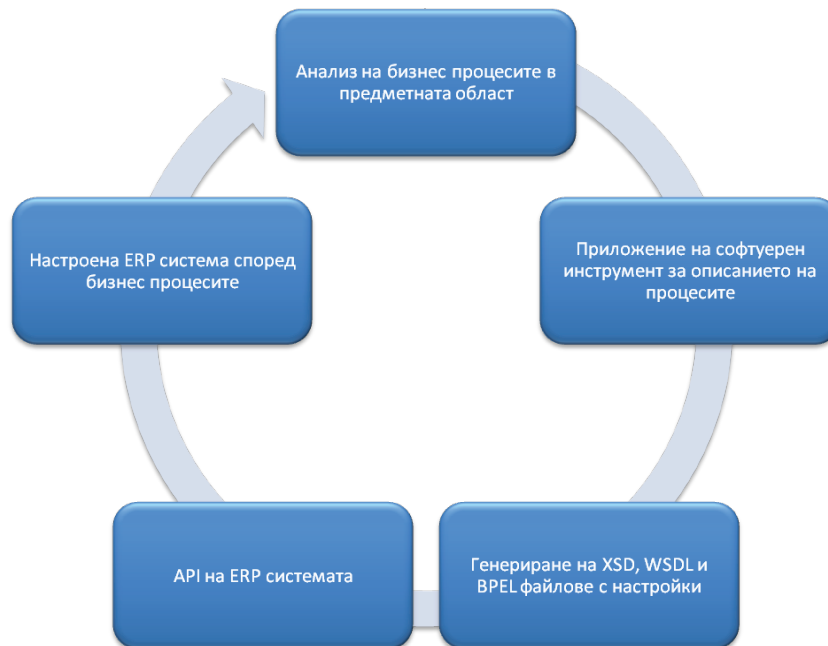 Анализ на бизнес процесите в
предметната област
Приложение на софтуерен
инструмент за описанието на
процесите
Генериране на XSD, WSDL и
BPEL файлове с настройки
API на ERP системата
Настроена ERP система според
бизнес процесите